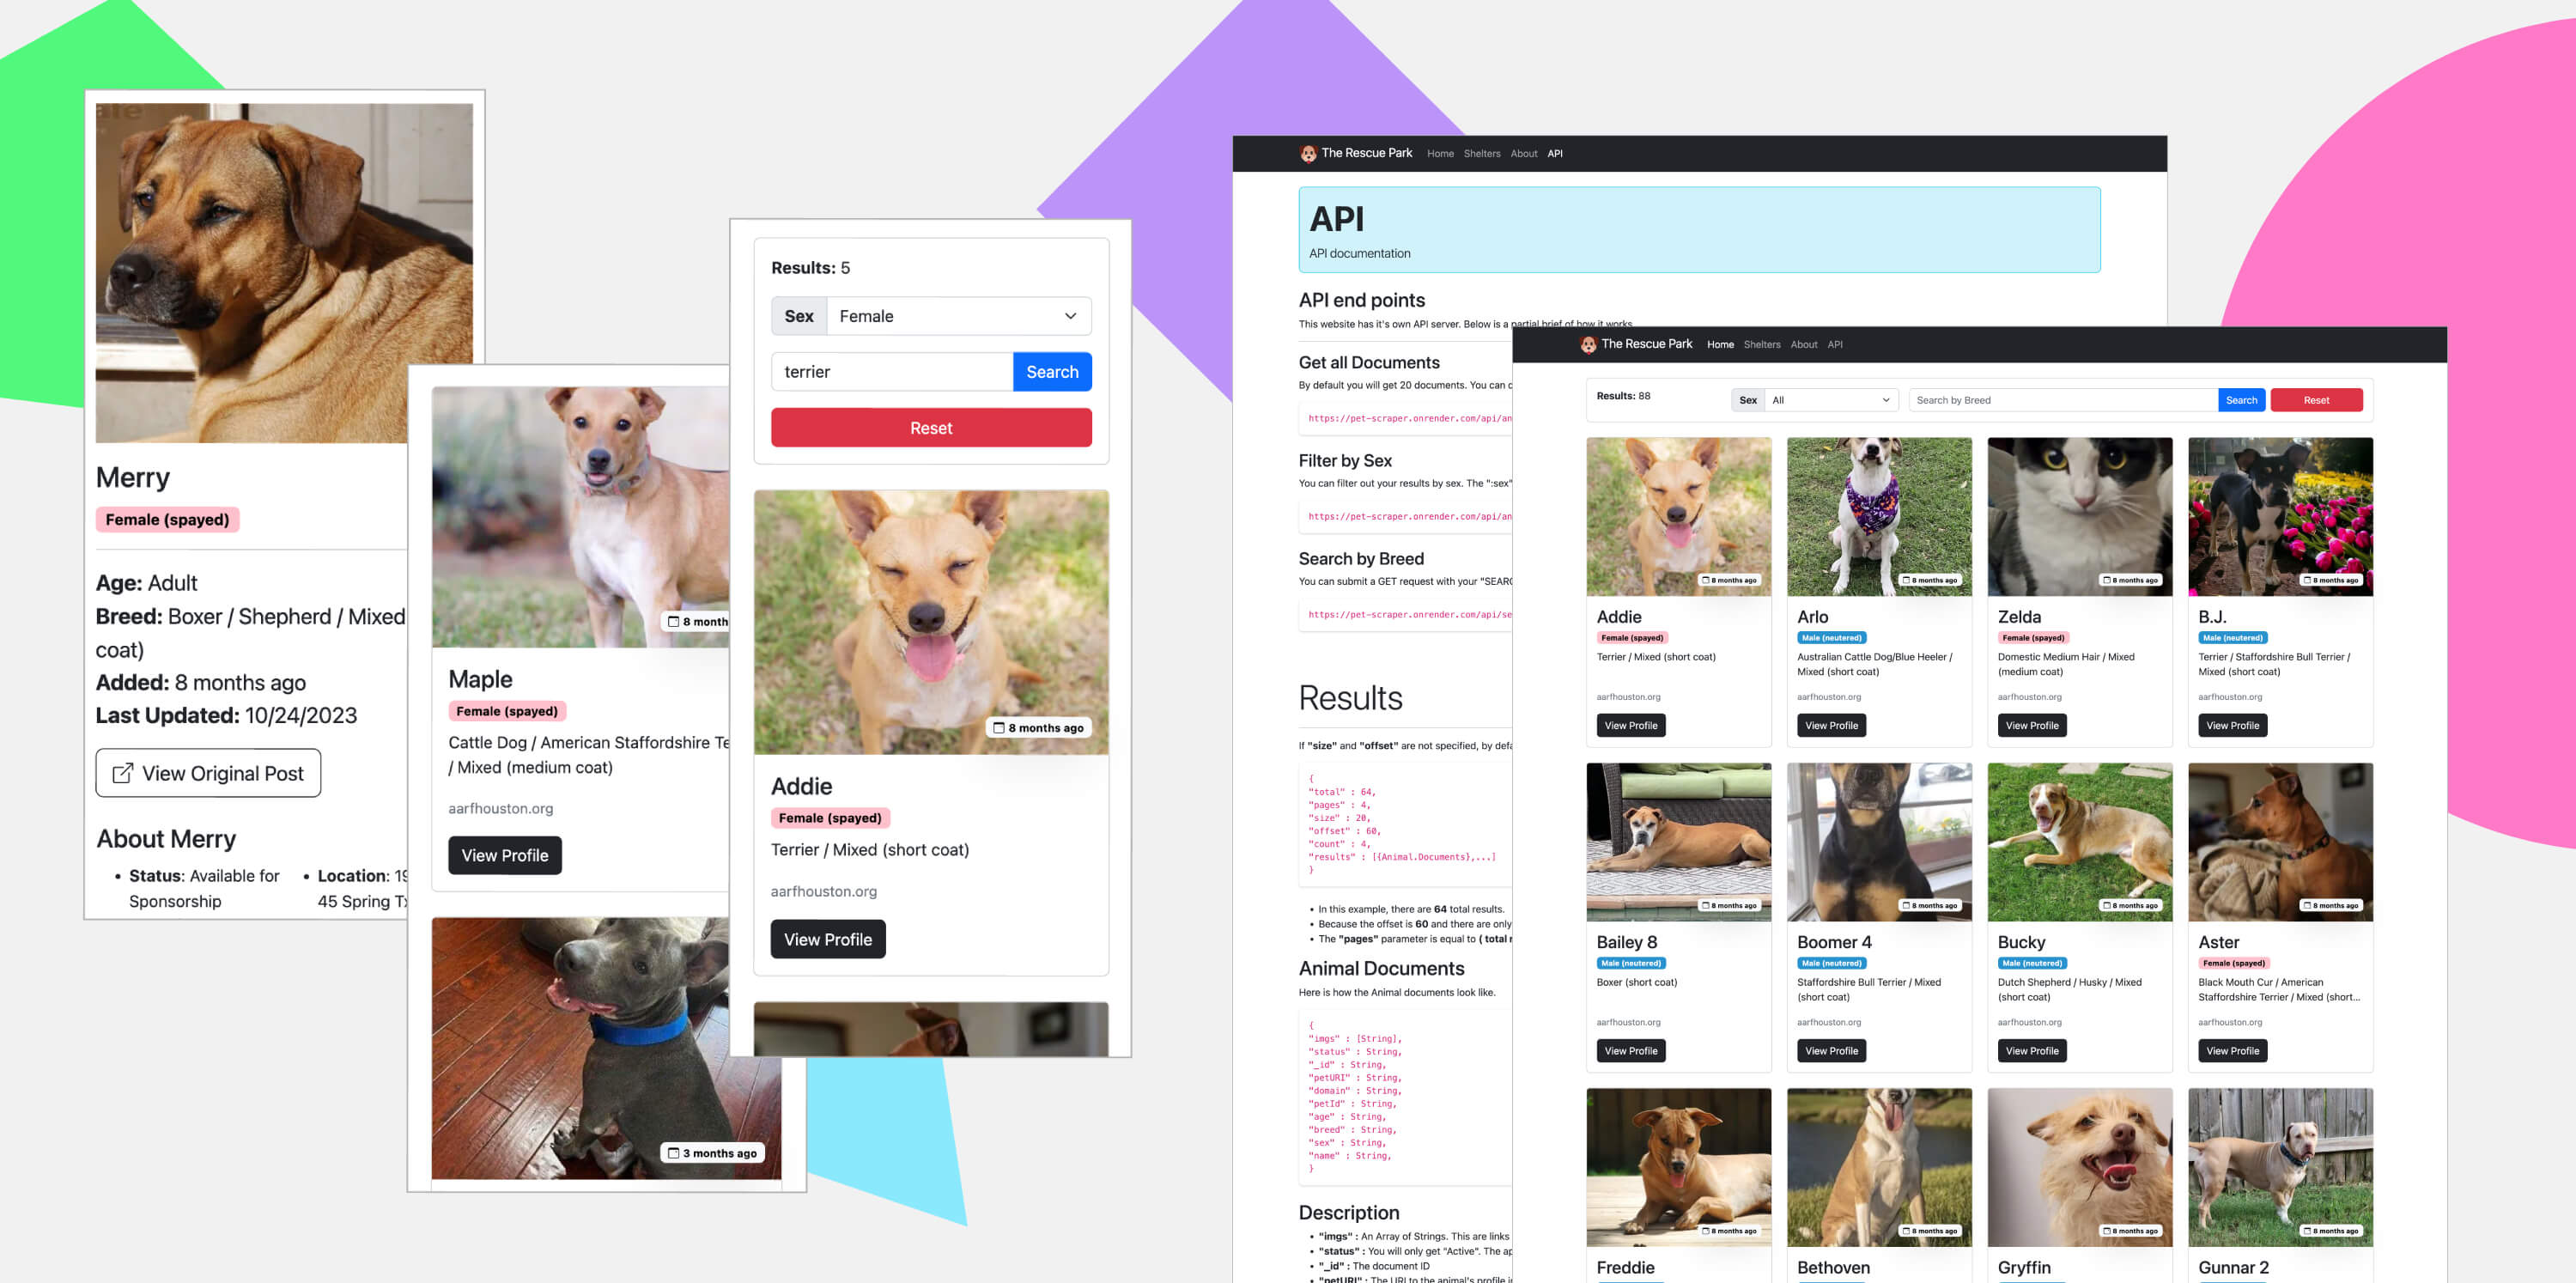 afe
Merry
Female (spayed)
Age: Adult
Breed: Boxer / Shepherd / Mixed
coat)
Added: 8 months ago
Last Updated: 10/24/2023
View Original Post
About Merry
• Status: Available for
Sponsorship
• Location: 19
45 Spring Tx
8 month
Maple
Female (spayed)
Cattle Dog / American Staffordshire Te
/ Mixed (medium coat)
aarfhouston.org
View Profile
3 months ago
Results: 5
Sex Female
terrier Search
Reset
8 months ago
Addie
Female (spayed)
Terrier / Mixed (short coat)
aarfhouston.org
View Profile
The Rescue Park Home Shelters About API
API
API documentation
API end points
This website has it's own API server. Below is a partial brief of how it works.
Get all Documents
By default you will get 20 documents. You can
https://pet-scraper.onrender.com/api/an
Filter by Sex
You can filter out your results by sex. The ":sex"
https://pet-scraper.onrender.com/api/an
Search by Breed
You can submit a GET request with your "SEARC
https://pet-scraper.onrender.com/api/se
Results
If "size" and "offset" are not specified, by defa
{
"total" : 64,
"pages" : 4,
"size" : 20,
"offset" : 60,
"count" : 4,
"results" : [{Animal.Documents},...]
}
• In this example, there are 64 total results.
• Because the offset is 60 and there are only
• The "pages" parameter is equal to ( total r
Animal Documents
Here is how the Animal documents look like.
{
"imgs" : [String],
"status" : String,
"_id" : String,
"petURI" : String,
"domain" : String,
"petId" : String,
"age" : String,
"breed" : String,
"sex" : String,
"name" : String,
}
Description
• "imgs" : An Array of Strings. This are links
• "status" : You will only get "Active". The ap
• "_id" : The document ID
• "petURI" : The URI to the animal's profile i
The Rescue Park Home Shelters About API
Results: 88 Sex All Search by Breed Search Reset
8 months ago
8 months ago
8 months ago
8 months ago
Addie
Female (spayed)
Terrier / Mixed (short coat)
aarfhouston.org
View Profile
Arlo
Male (neutered)
Australian Cattle Dog/Blue Heeler /
Mixed (short coat)
aarfhouston.org
View Profile
Zelda
Female (spayed)
Domestic Medium Hair / Mixed
(medium coat)
aarfhouston.org
View Profile
B.J.
Male (neutered)
Terrier / Staffordshire Bull Terrier /
Mixed (short coat)
aarfhouston.org
View Profile
8 months ago
8 months ago
8 months ago
8 months ago
Bailey 8
Male (neutered)
Boxer (short coat)
aarfhouston.org
View Profile
Boomer 4
Male (neutered)
Staffordshire Bull Terrier / Mixed
(short coat)
aarfhouston.org
View Profile
Bucky
Male (neutered)
Dutch Shepherd / Husky / Mixed
(short coat)
aarfhouston.org
View Profile
Aster
Female (spayed)
Black Mouth Cur / American
Staffordshire Terrier / Mixed (short...
aarfhouston.org
View Profile
8 months ago
8 months ago
8 months ago
8 months ago
Freddie
Bethoven
Gryffin
Gunnar 2